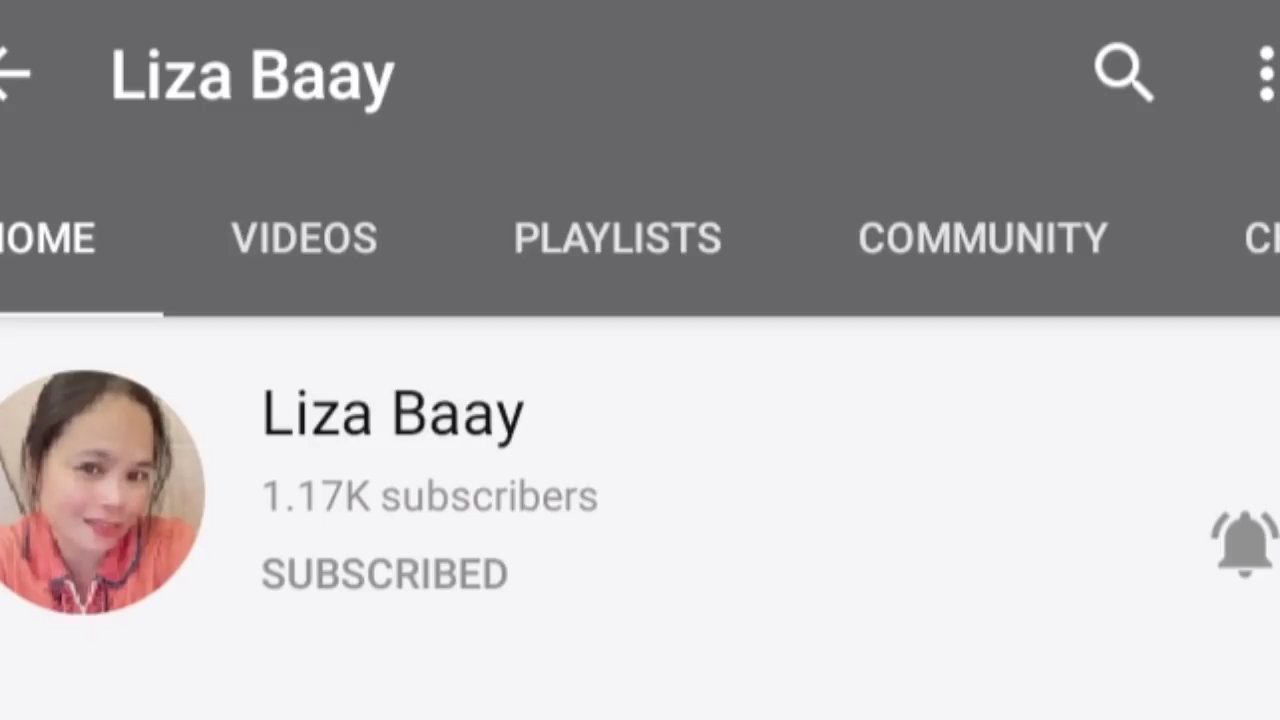 Liza Baay
HOME VIDEOS PLAYLISTS COMMUNITY
Liza Baay
1.17K subscribers
SUBSCRIBED